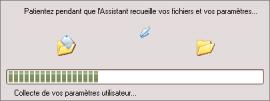 Patientez pendant que l'Assistant recueille vos fichiers et vos paramètres...
Collecte de vos paramètres utilisateur...